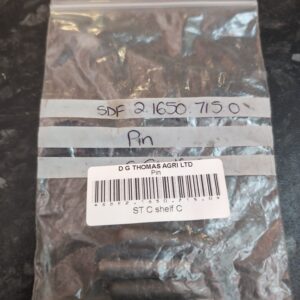 SDF 2.1650.715.0
Pin
D G THOMAS AGRI LTD
Pin
ST C shelf C